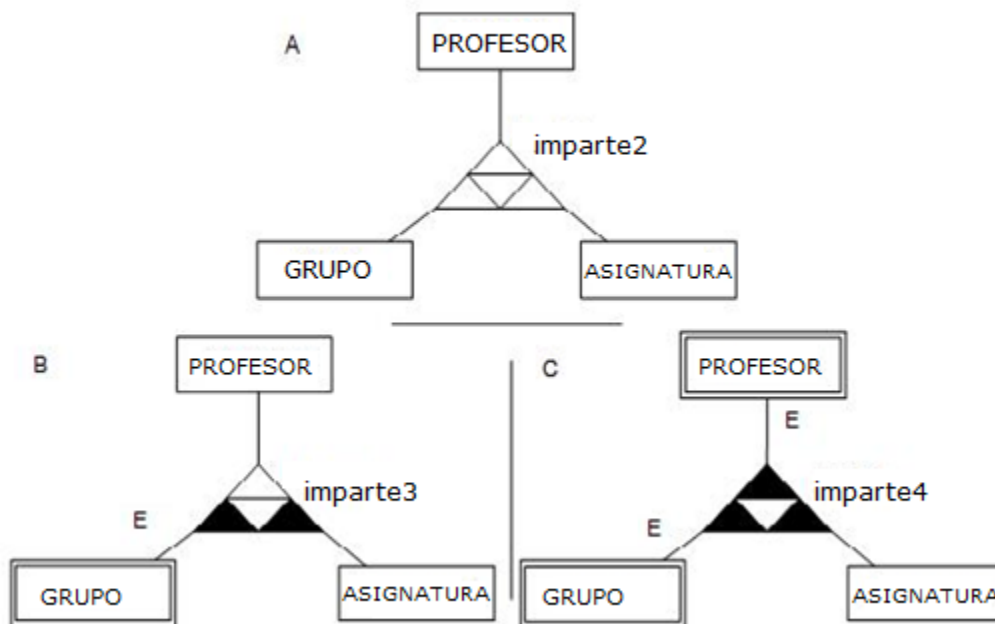 A
PROFESOR
imparte2
GRUPO
ASIGNATURA
B
PROFESOR
imparte3
E
GRUPO
ASIGNATURA
C
PROFESOR
E
imparte4
E
GRUPO
ASIGNATURA